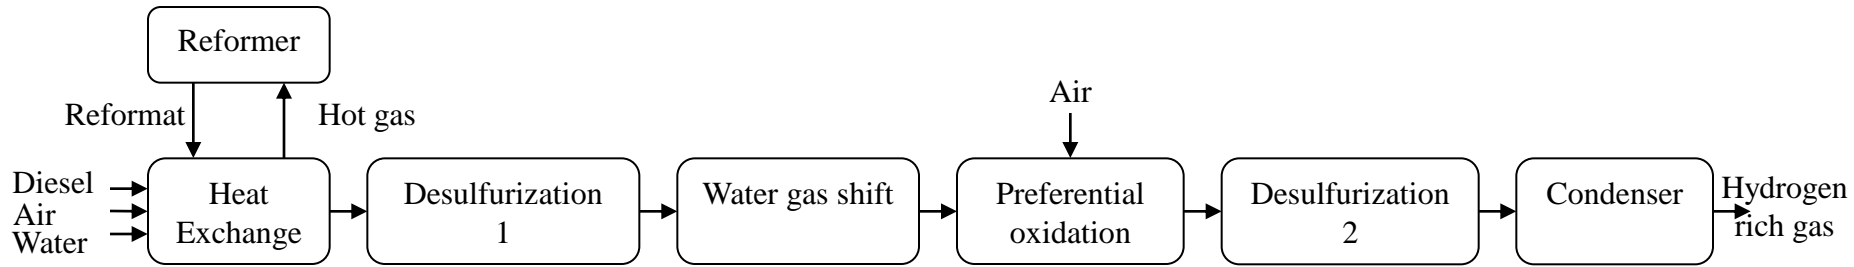 Reformer
Reformat
Hot gas
Air
Diesel
Air
Water
Heat
Exchange
Desulfurization
1
Water gas shift
Preferential
oxidation
Desulfurization
2
Condenser
Hydrogen
rich gas